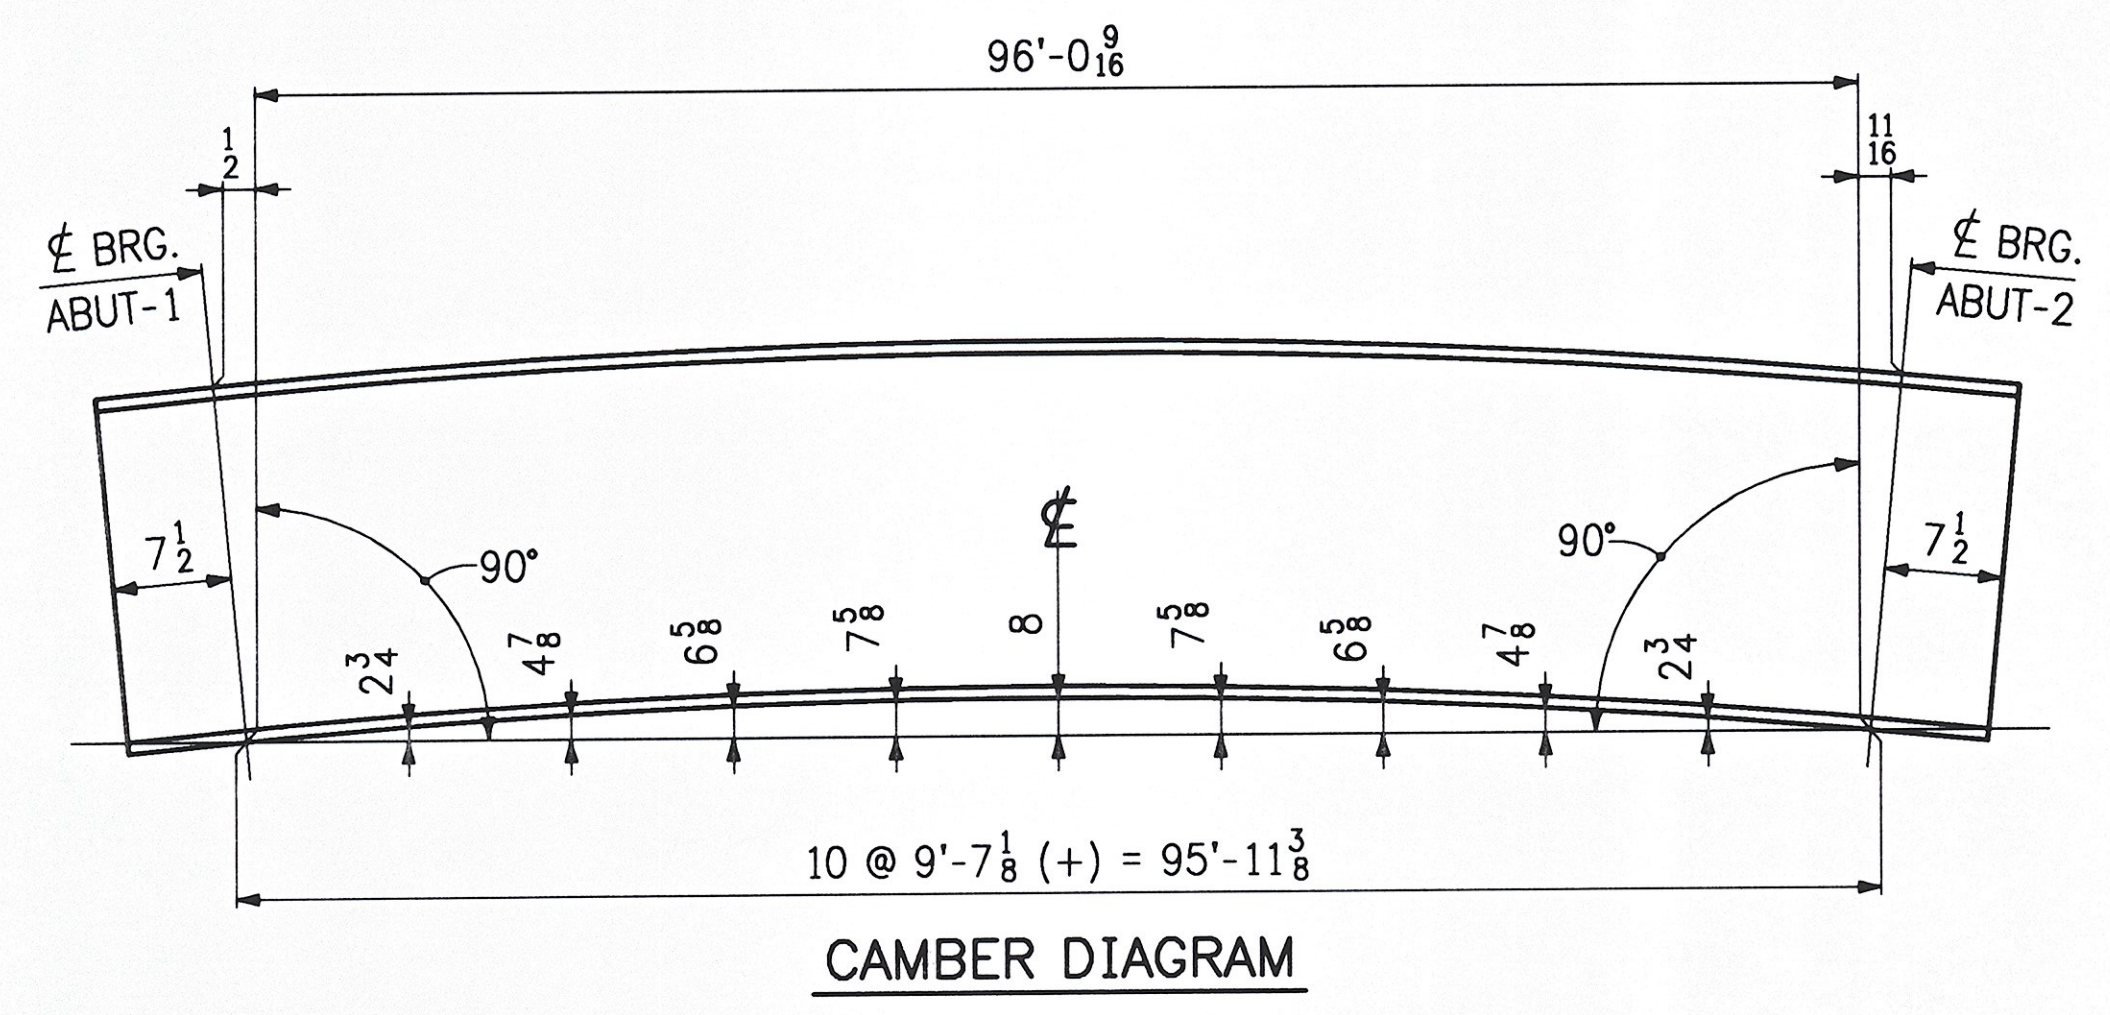 96'-0 9/16
1/2
11/16
℄ BRG.
ABUT-1
℄ BRG.
ABUT-2
7 1/2
90°
℄
90°
7 1/2
2 3/4
4 7/8
6 5/8
7 5/8
8
7 5/8
6 5/8
4 7/8
2 3/4
10 @ 9'-7 1/8 (+) = 95'-11 3/8
CAMBER DIAGRAM